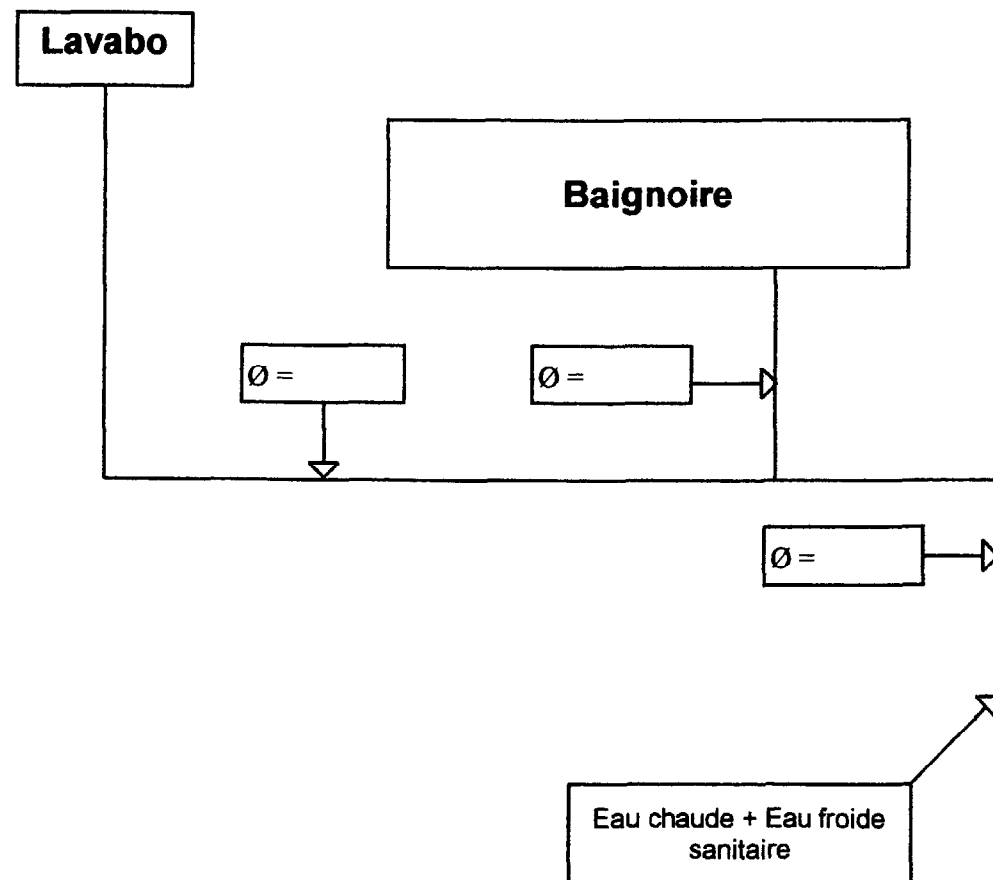 Lavabo
Baignoire
Ø =
Ø =
Ø =
Eau chaude + Eau froide
sanitaire